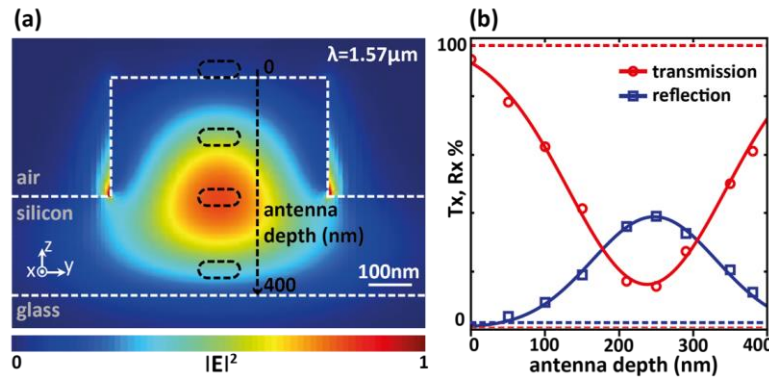 (a)
λ=1.57μm
0
air
silicon
antenna
depth (nm)
z
x
y
400
100nm
glass
0
|E|²
1
(b)
100
transmission
reflection
Tx, Rx %
0
0
100
200
300
400
antenna depth (nm)